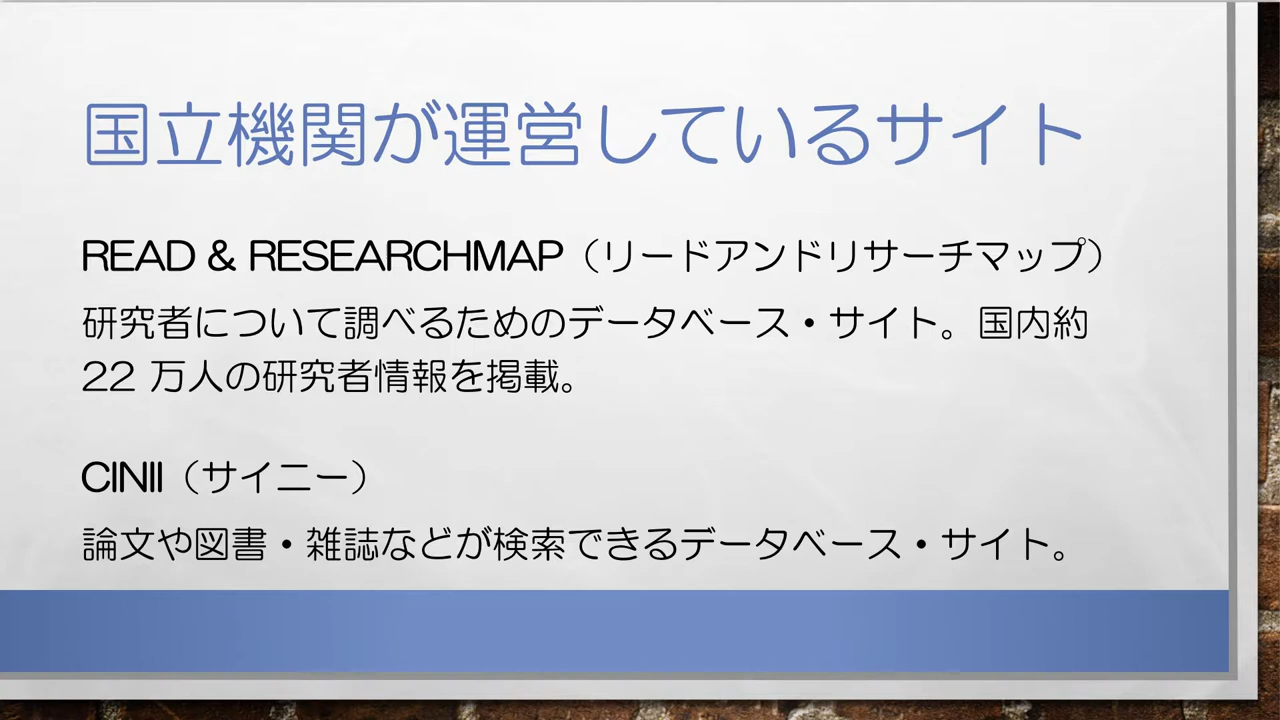 国立機関が運営しているサイト
READ & RESEARCHMAP（リードアンドリサーチマップ）
研究者について調べるためのデータベース・サイト。国内約
22 万人の研究者情報を掲載。
CINII（サイニー）
論文や図書・雑誌などが検索できるデータベース・サイト。